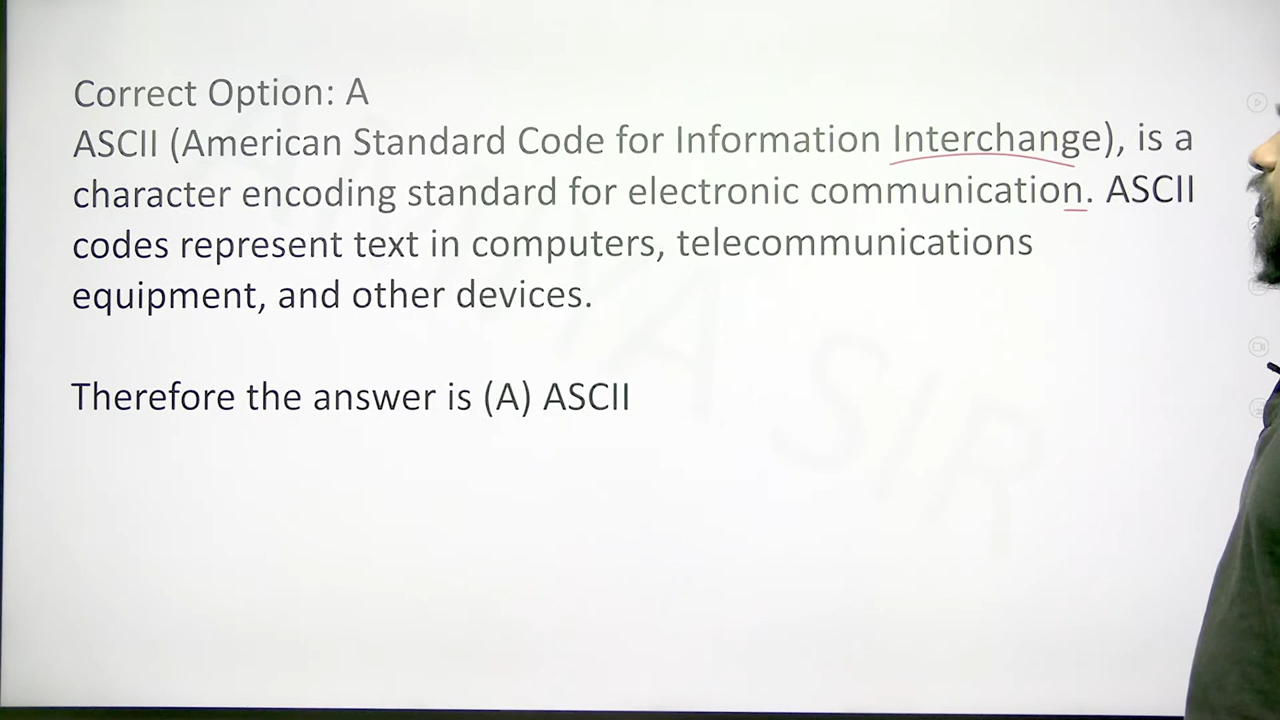 Correct Option: A
ASCII (American Standard Code for Information Interchange), is a
character encoding standard for electronic communication. ASCII
codes represent text in computers, telecommunications
equipment, and other devices.
Therefore the answer is (A) ASCII
SIR